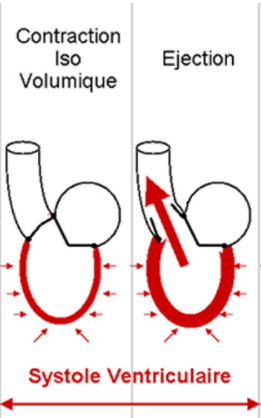 Contraction
Iso
Volumique
Ejection
Systole Ventriculaire